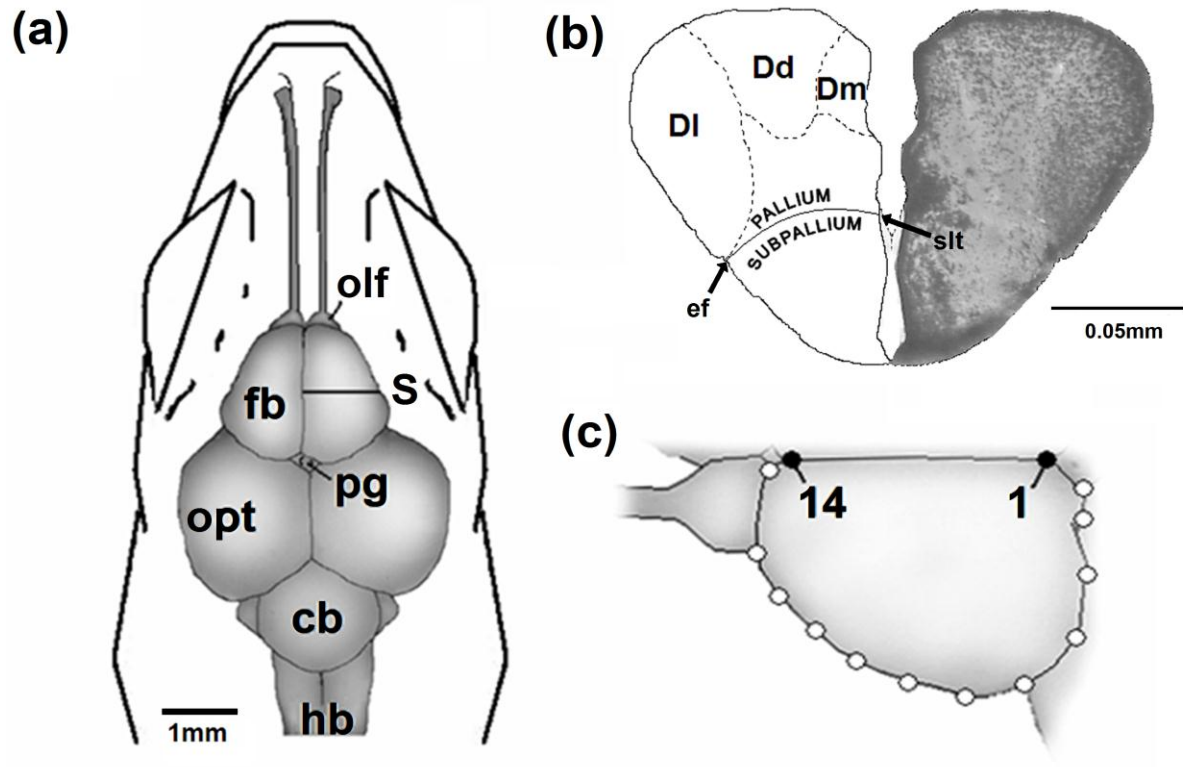 (a)
olf
fb
S
pg
opt
cb
hb
1mm
(b)
Dd
Dm
Dl
PALLIUM
SUBPALLIUM
slt
ef
0.05mm
(c)
14
1